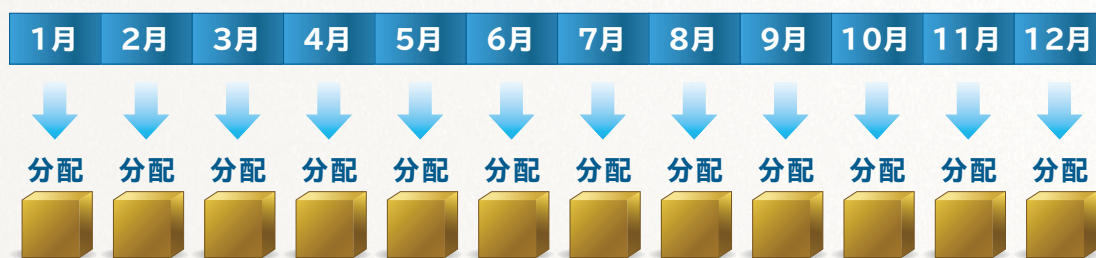 1月 2月 3月 4月 5月 6月 7月 8月 9月 10月 11月 12月
分配 分配 分配 分配 分配 分配 分配 分配 分配 分配 分配 分配